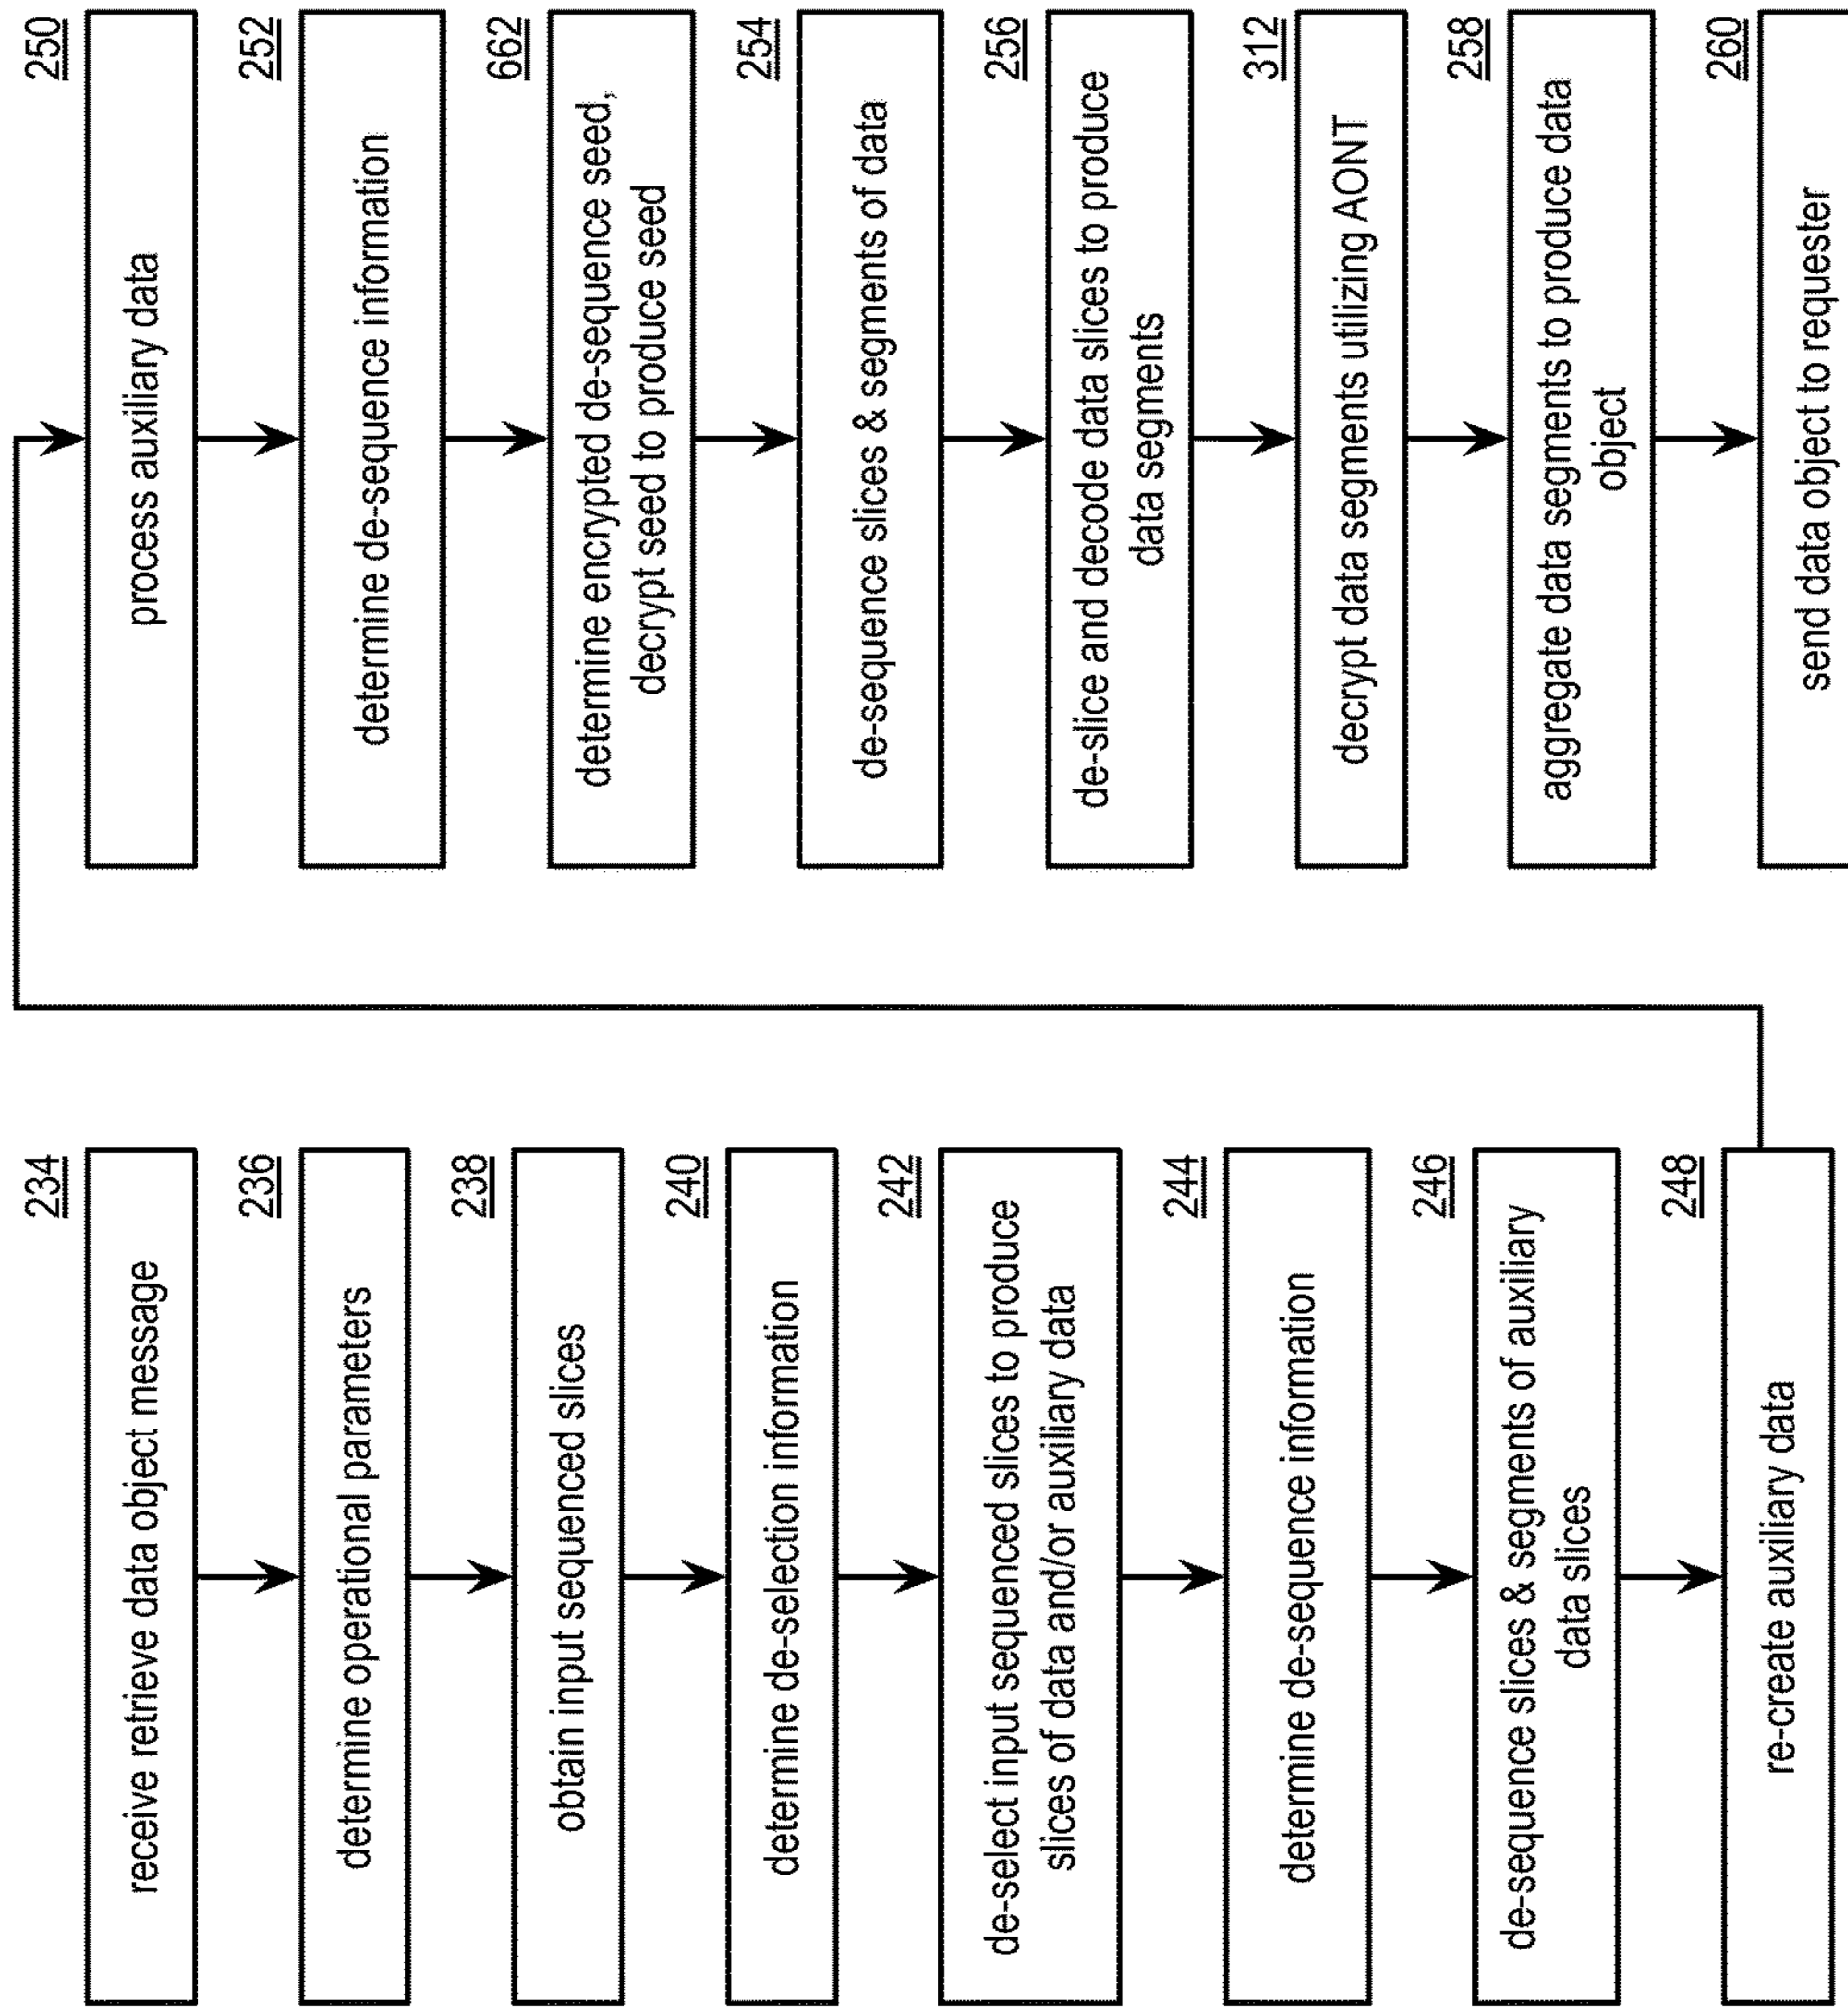 234
receive retrieve data object message
236
determine operational parameters
238
obtain input sequenced slices
240
determine de-selection information
242
de-select input sequenced slices to produce
slices of data and/or auxiliary data
244
determine de-sequence information
246
de-sequence slices & segments of auxiliary
data slices
248
re-create auxiliary data
250
process auxiliary data
252
determine de-sequence information
662
determine encrypted de-sequence seed,
decrypt seed to produce seed
254
de-sequence slices & segments of data
256
de-slice and decode data slices to produce
data segments
312
decrypt data segments utilizing AONT
258
aggregate data segments to produce data
object
260
send data object to requester